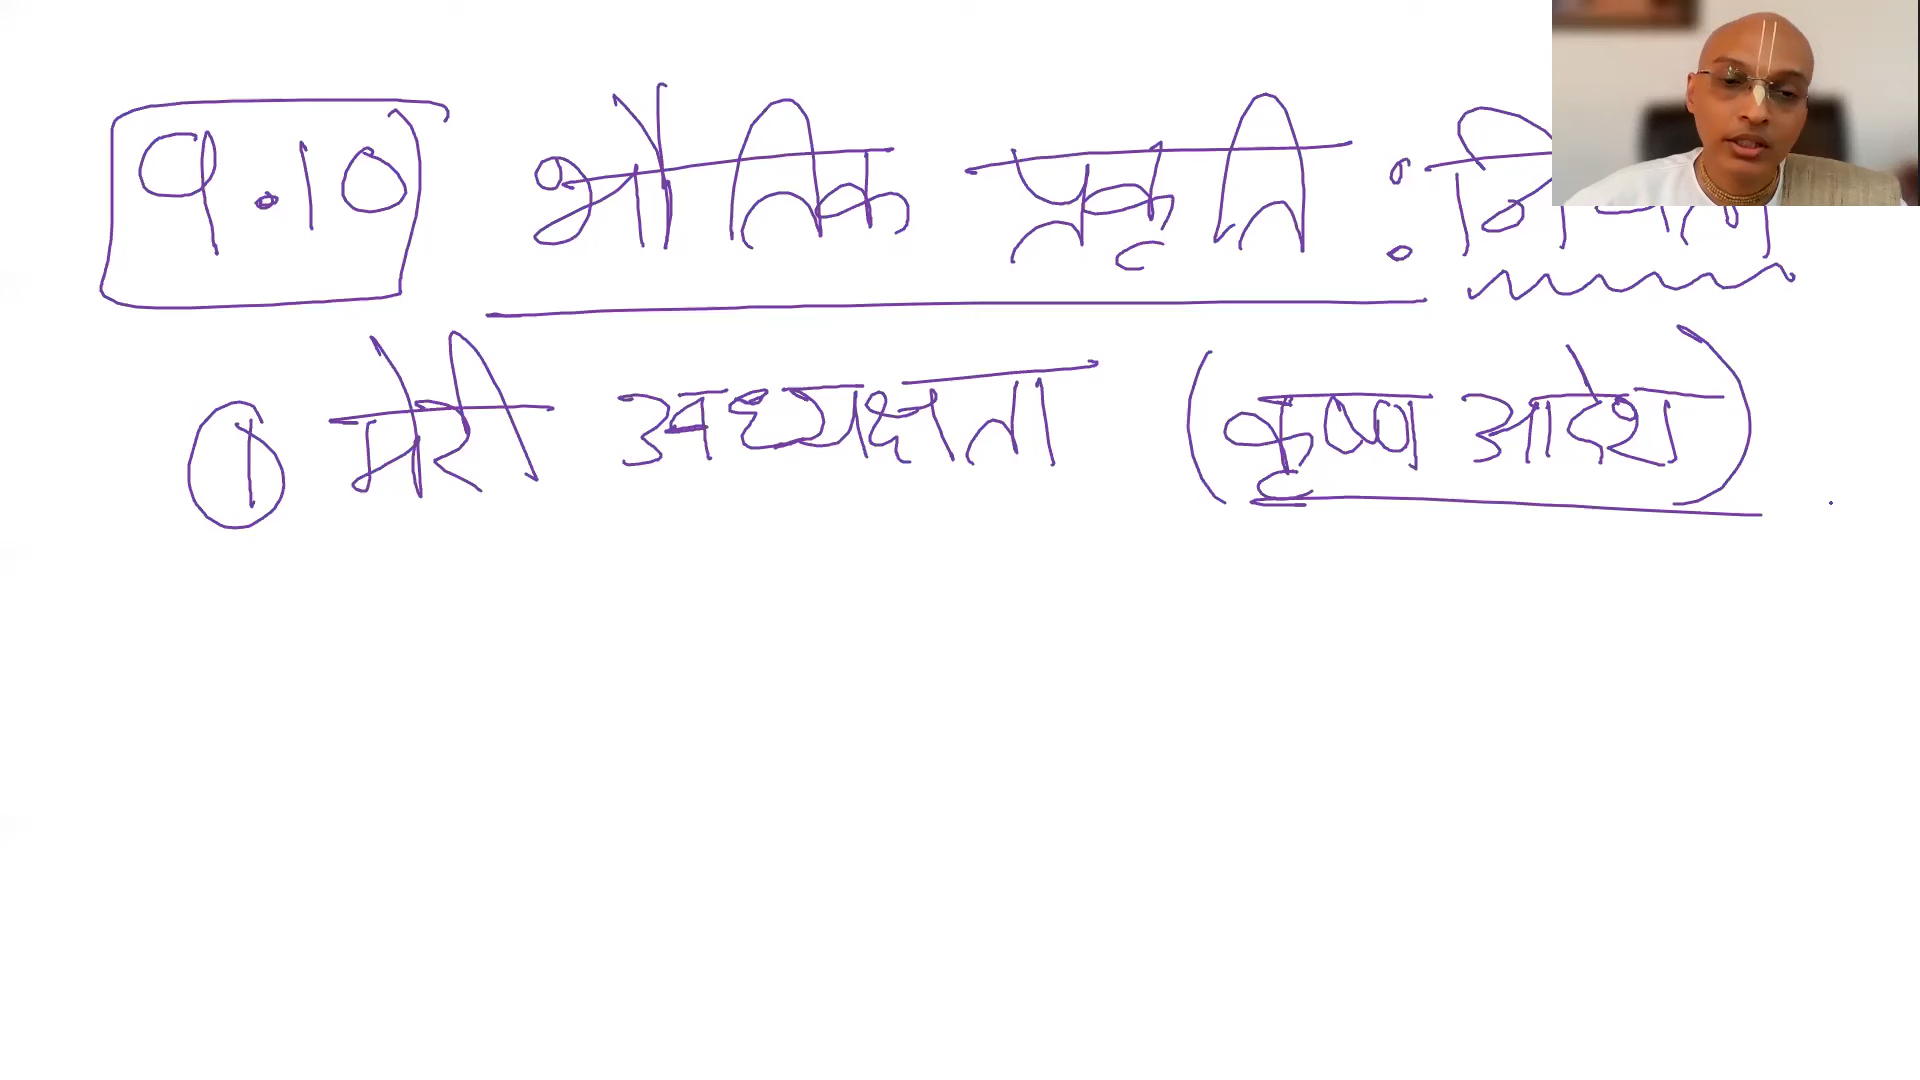 9.10 भौतिक प्रकृति :
① मेरी अध्यक्षता (कृष्ण आदेश)